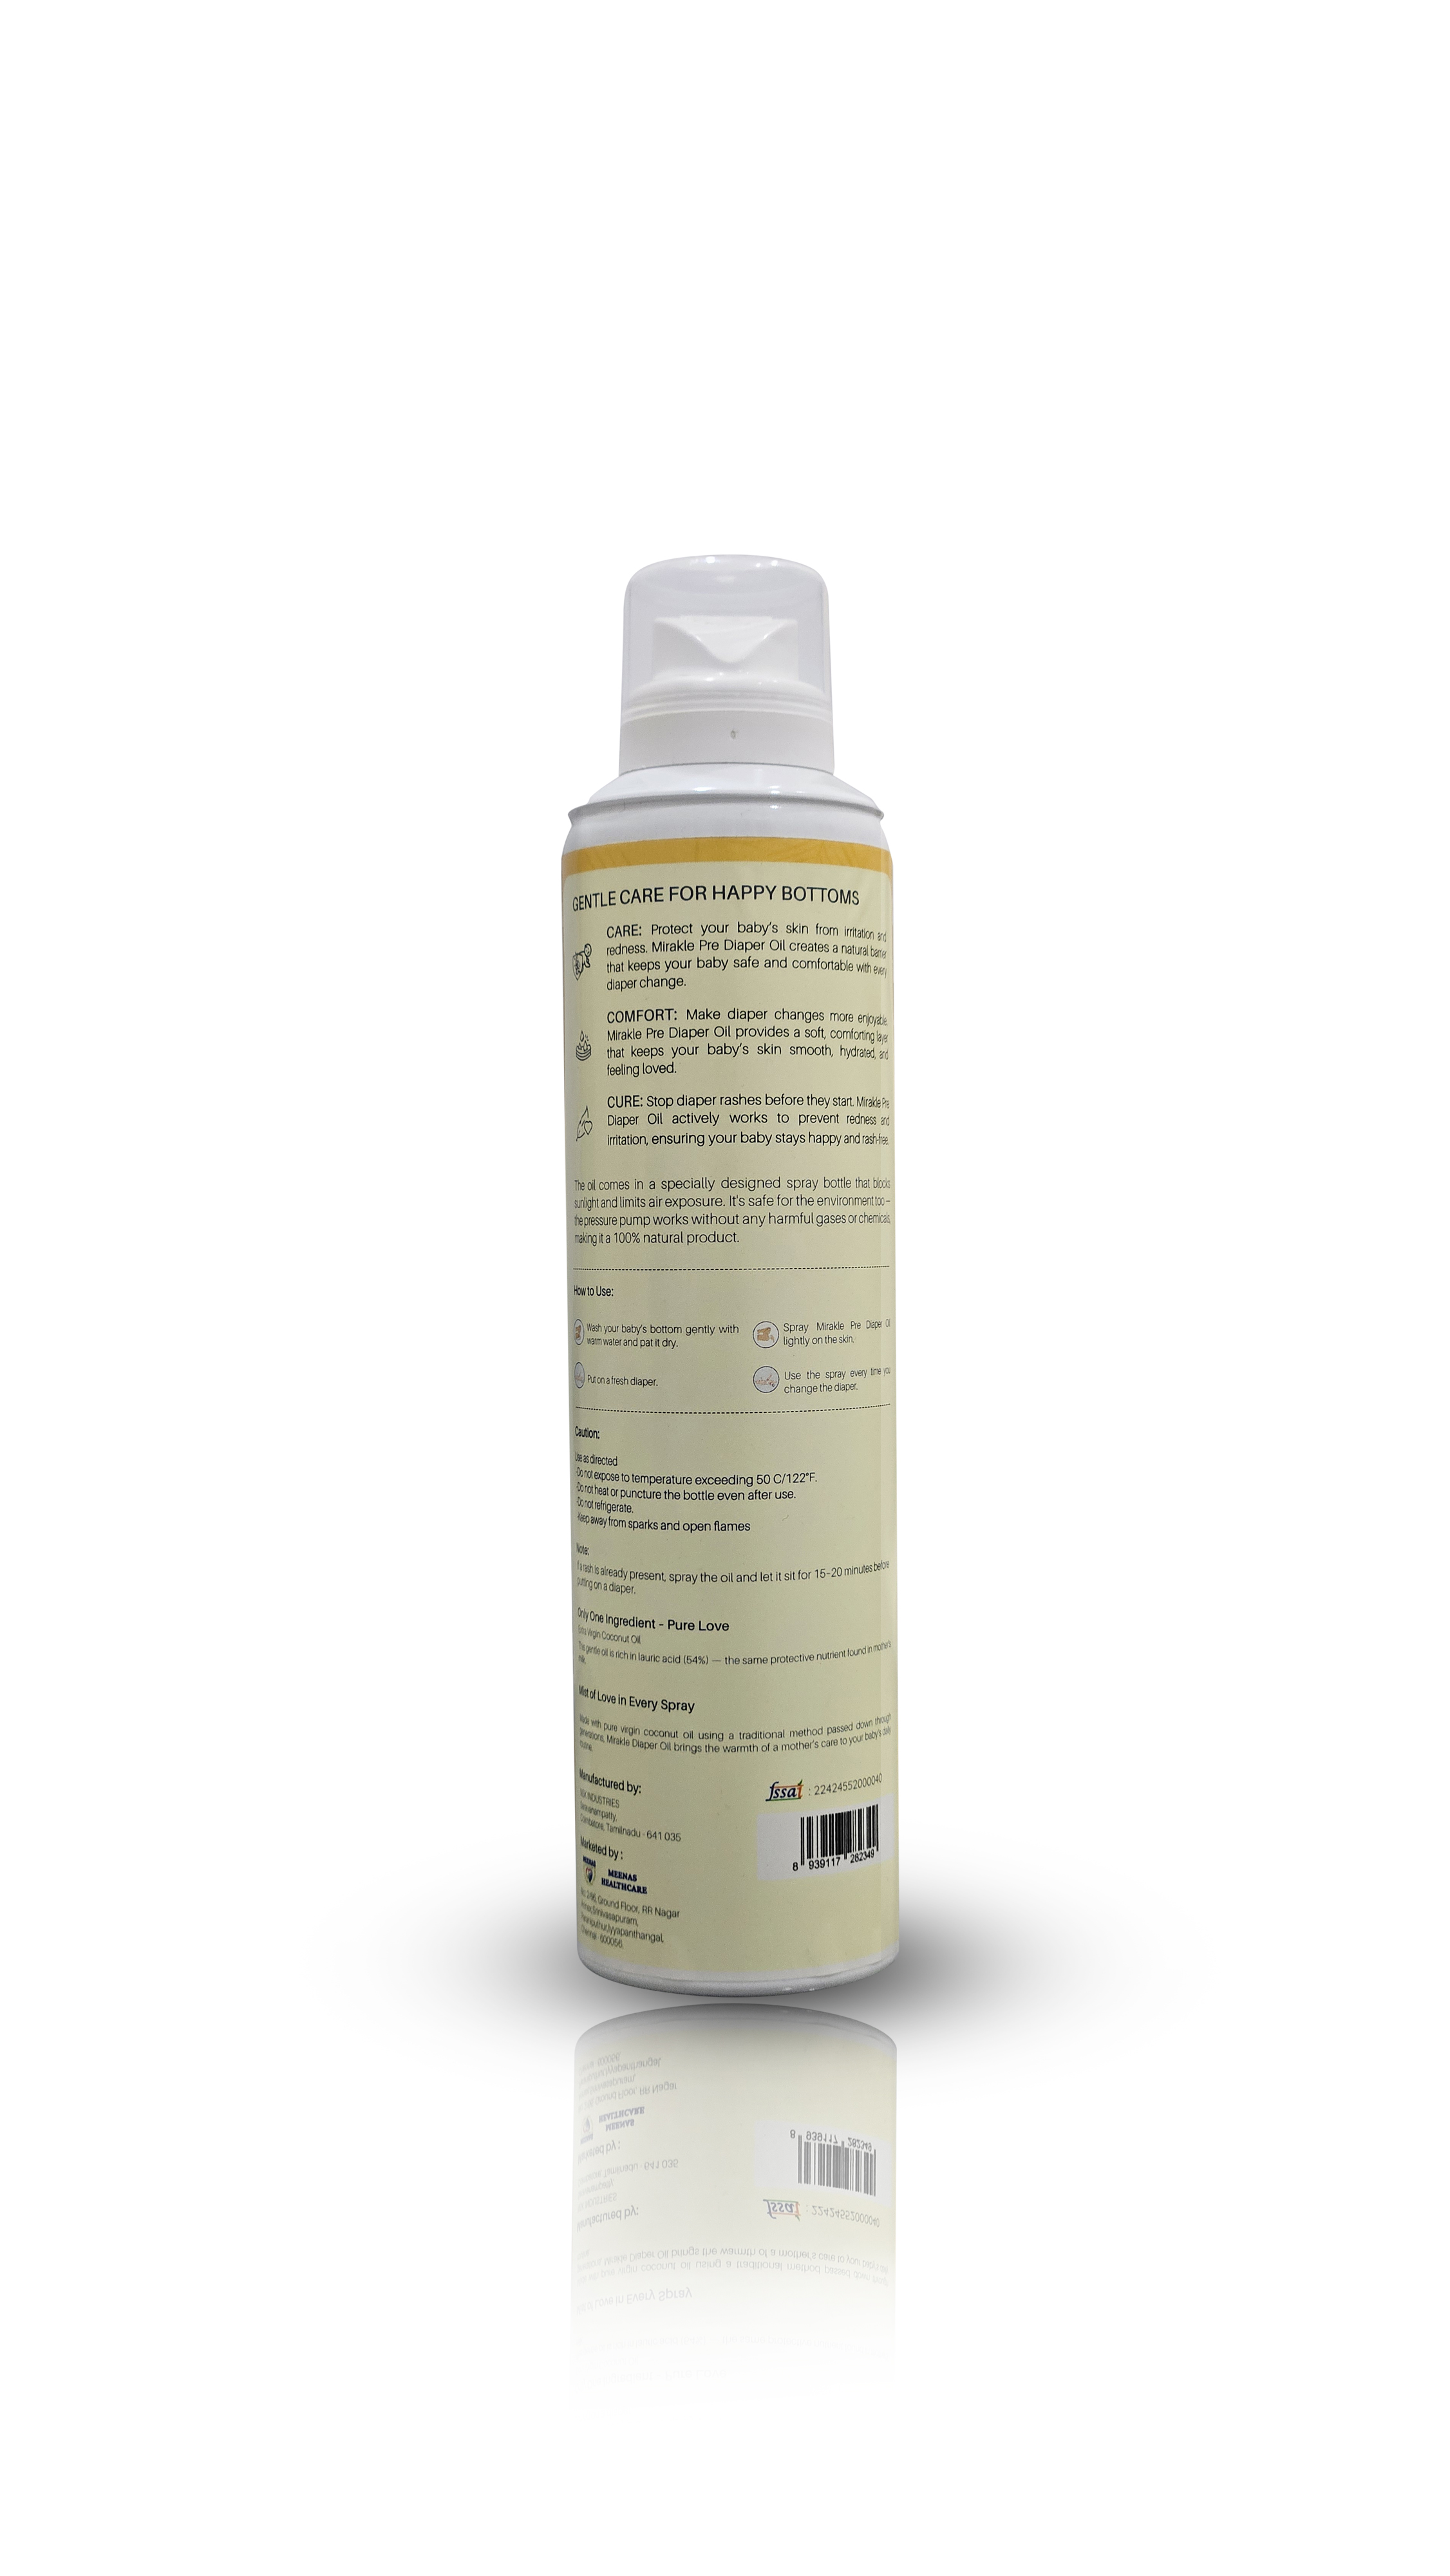 GENTLE CARE FOR HAPPY BOTTOMS
CARE: Protect your baby's skin from irritation and
redness. Mirakle Pre Diaper Oil creates a natural barrier
that keeps your baby safe and comfortable with every
diaper change.
COMFORT: Make diaper changes more enjoyable.
Mirakle Pre Diaper Oil provides a soft, comforting layer
that keeps your baby's skin smooth, hydrated, and
feeling loved.
CURE: Stop diaper rashes before they start. Mirakle Pre
Diaper Oil actively works to prevent redness and
irritation, ensuring your baby stays happy and rash-free.
The oil comes in a specially designed spray bottle that blocks
sunlight and limits air exposure. It's safe for the environment too –
the pressure pump works without any harmful gases or chemicals,
making it a 100% natural product.
How to Use:
Wash your baby's bottom gently with
warm water and pat it dry.
Spray Mirakle Pre Diaper Oil
lightly on the skin.
Put on a fresh diaper.
Use the spray every time you
change the diaper.
Caution:
Use as directed
-Do not expose to temperature exceeding 50 C/122°F.
-Do not heat or puncture the bottle even after use.
-Do not refrigerate.
-Keep away from sparks and open flames
Note:
If a rash is already present, spray the oil and let it sit for 15-20 minutes before
putting on a diaper.
Only One Ingredient - Pure Love
Extra Virgin Coconut Oil
This gentle oil is rich in lauric acid (54%) — the same protective nutrient found in mother's
milk.
Mist of Love in Every Spray
Made with pure virgin coconut oil using a traditional method passed down through
generations, Mirakle Diaper Oil brings the warmth of a mother's care to your baby's daily
routine.
Manufactured by:
INDUSTRIES
Saravanampatty,
Coimbatore, Tamilnadu - 641 035
fssai : 22424552000040
8 939117 282349
Marketed by :
MEENAS
HEALTHCARE
Ground Floor, RR Nagar
Srinivasapuram,
Iyyapanthangal,
Chennai - 600056.